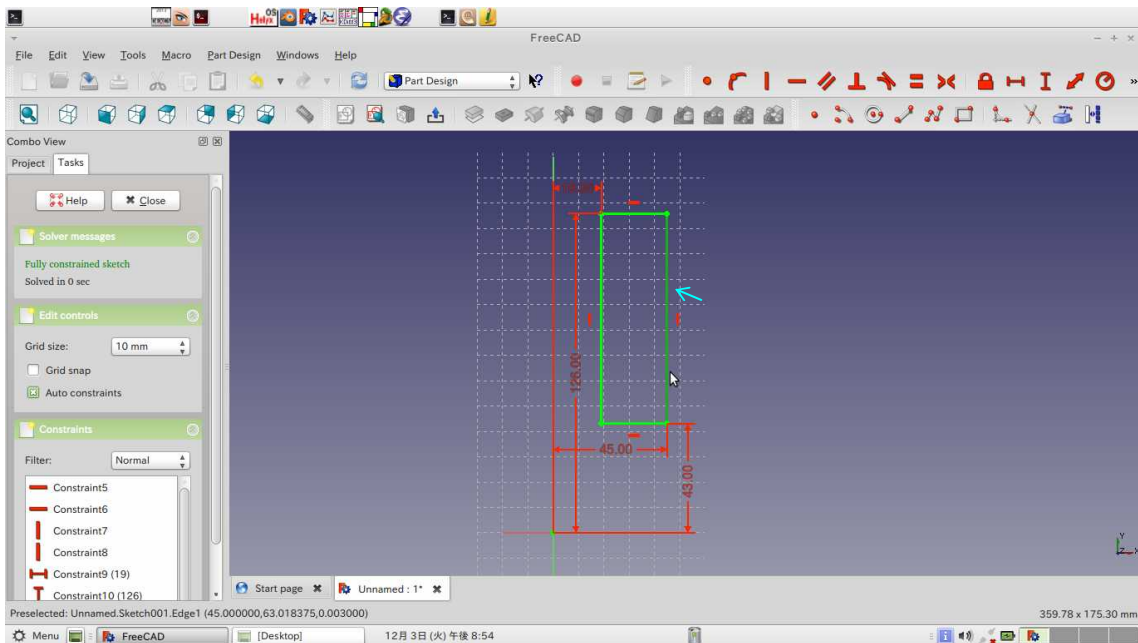 FreeCAD
File Edit View Tools Macro Part Design Windows Help
Part Design
Combo View
Project Tasks
Help Close
Solver messages
Fully constrained sketch
Solved in 0 sec
Edit controls
Grid size: 10 mm
Grid snap
Auto constraints
Constraints
Filter: Normal
Constraint5
Constraint6
Constraint7
Constraint8
Constraint9 (19)
Constraint10 (126)
126.00
45.00
43.00
Y
Z
Start page
Unnamed : 1*
Preselected: Unnamed.Sketch001.Edge1 (45.000000,63.018375,0.003000)
359.78 x 175.30 mm
Menu FreeCAD [Desktop] 12月 3日 (火) 午後 8:54